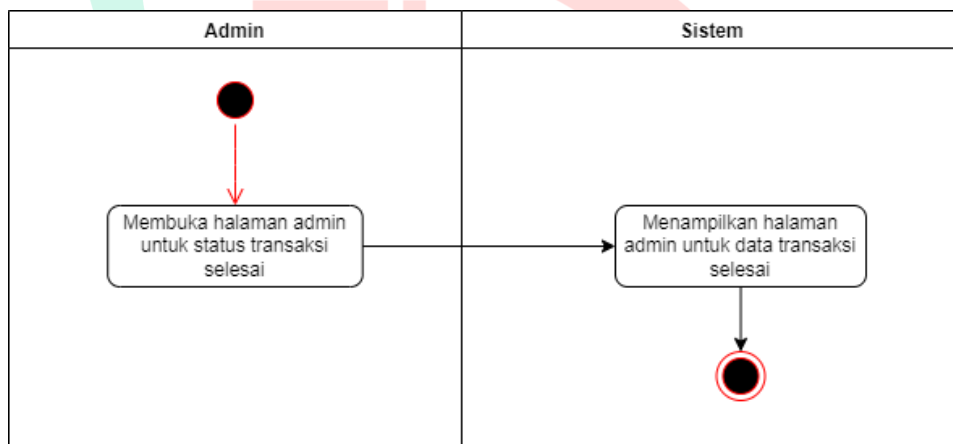 Admin
Sistem
Membuka halaman admin
untuk status transaksi
selesai
Menampilkan halaman
admin untuk data transaksi
selesai